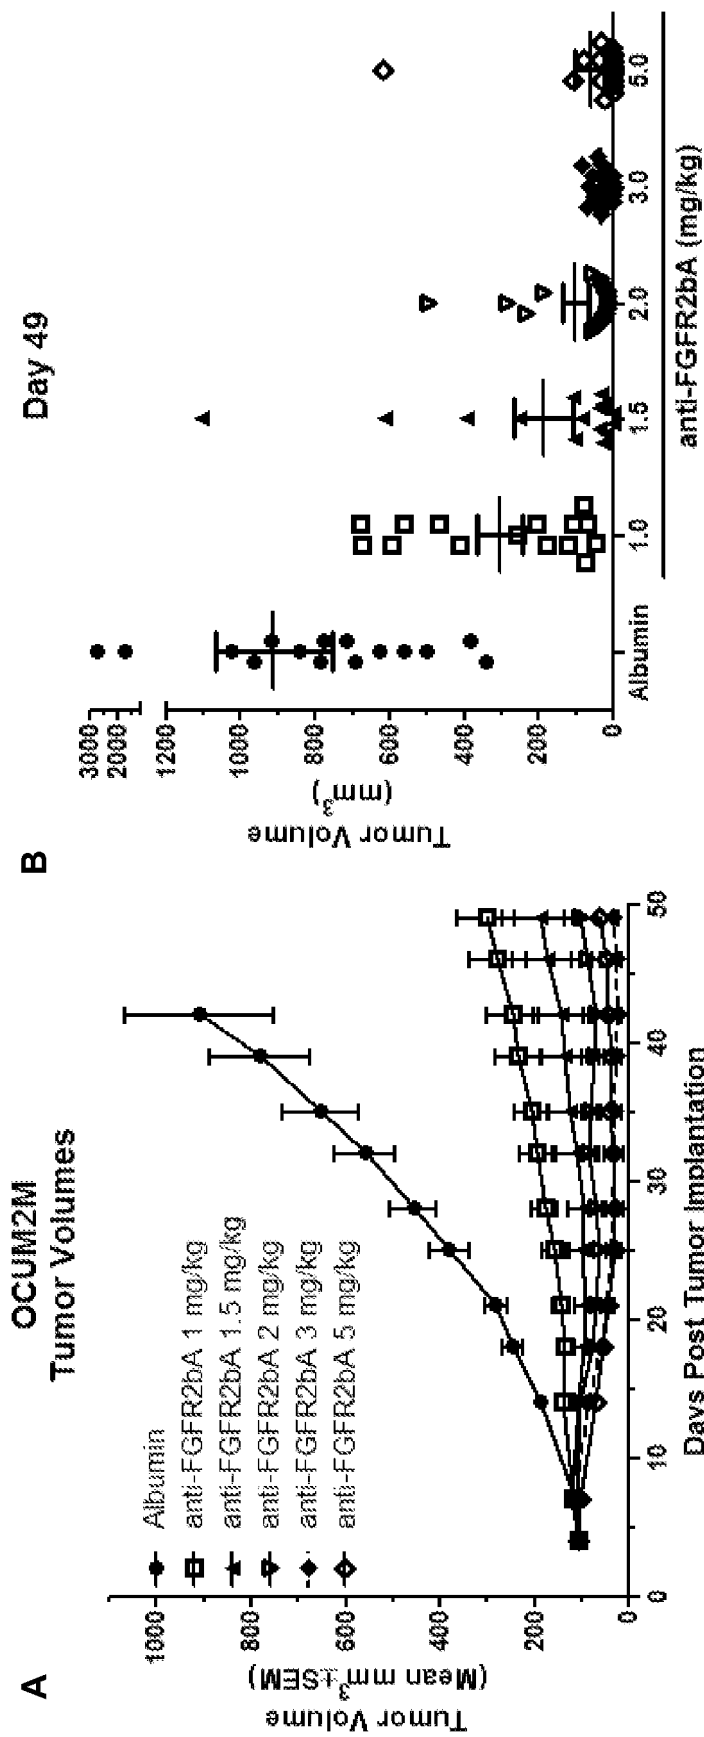 A
OCUM2M
Tumor Volumes
Tumor Volume
(Mean mm³±SEM)
1000
800
600
400
200
0
Albumin
anti-FGFR2bA 1 mg/kg
anti-FGFR2bA 1.5 mg/kg
anti-FGFR2bA 2 mg/kg
anti-FGFR2bA 3 mg/kg
anti-FGFR2bA 5 mg/kg
0
10
20
30
40
50
Days Post Tumor Implantation
B
Day 49
Tumor Volume
(mm³)
3000
2000
1200
1000
800
600
400
200
0
Albumin
1.0
1.5
2.0
3.0
5.0
anti-FGFR2bA (mg/kg)